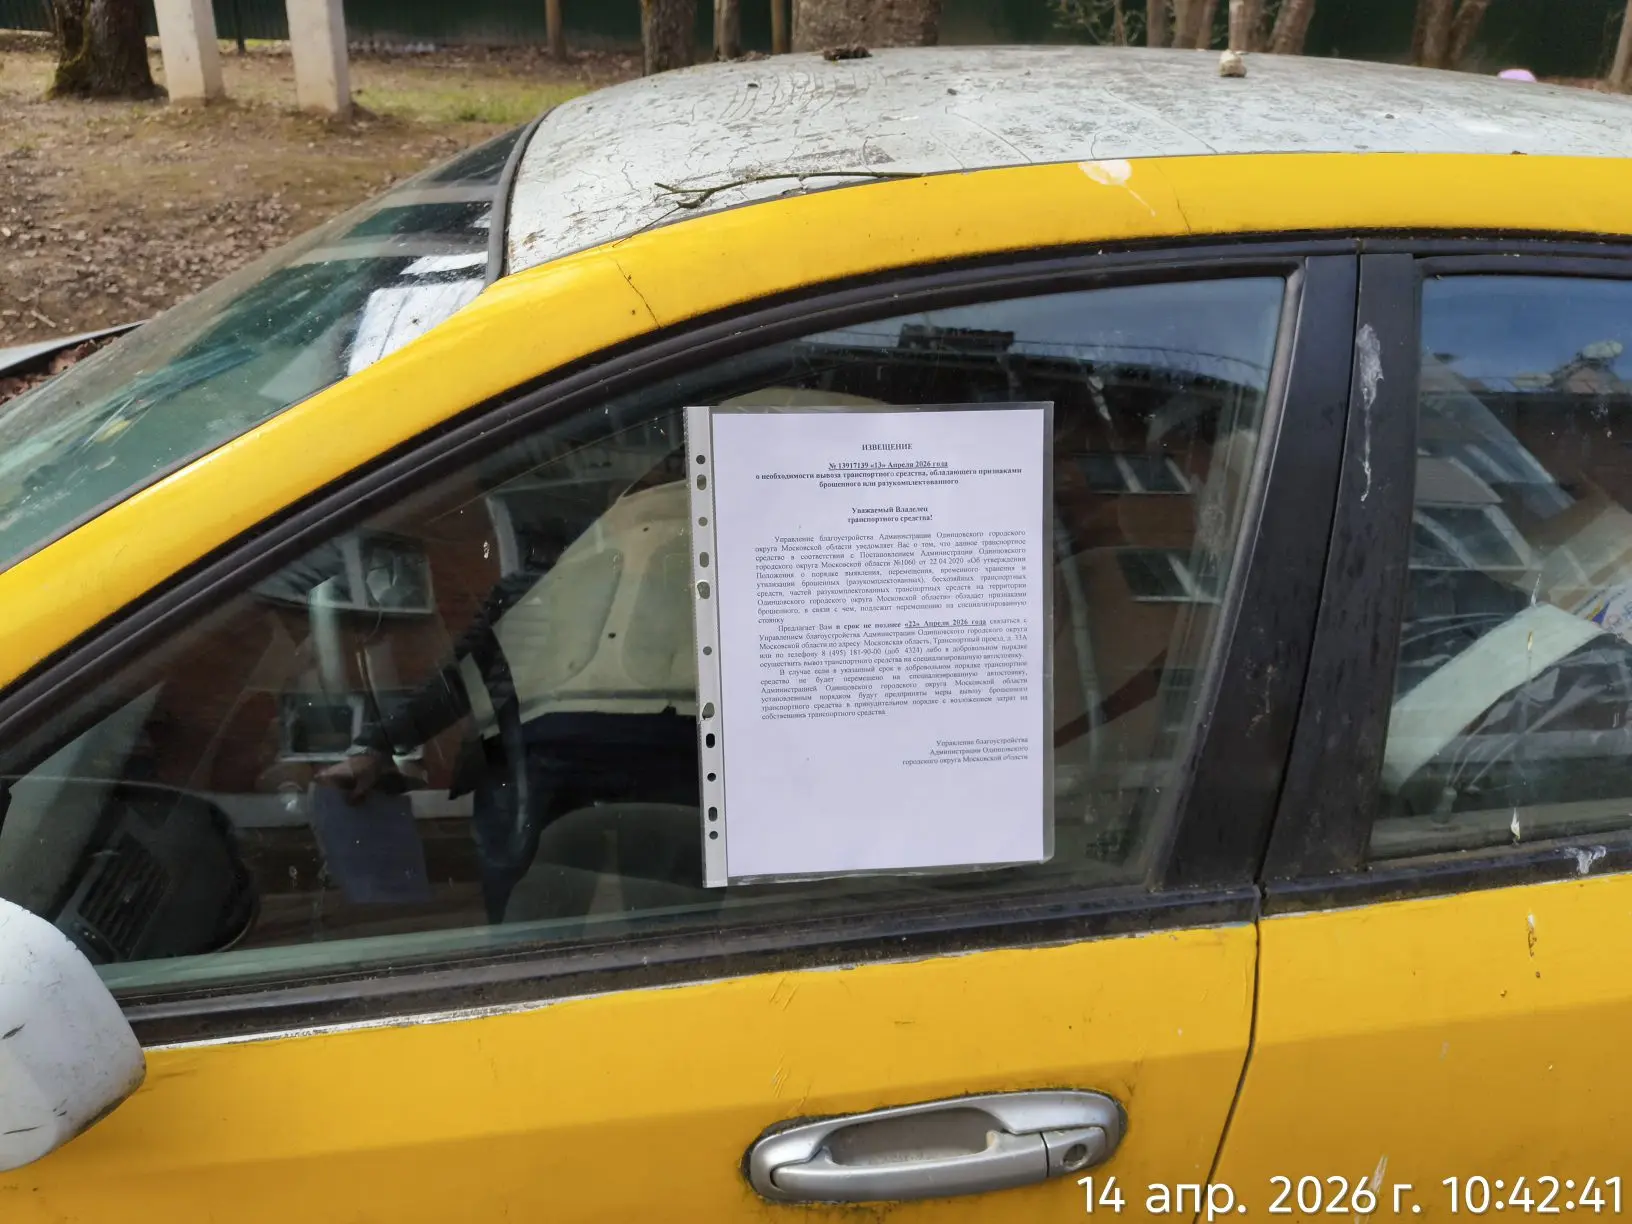 ИЗВЕЩЕНИЕ
№ 13917139 «13» Апреля 2026 года
о необходимости вывоза транспортного средства, обладающего признаками
брошенного или разукомплектованного
Уважаемый Владелец
транспортного средства!
Управление благоустройства Администрации Одинцовского городского
округа Московской области уведомляет Вас о том, что данное транспортное
средство в соответствии с Постановлением Администрации Одинцовского
городского округа Московской области №1060 от 22.04.2020 «Об утверждении
Положения о порядке выявления, перемещения, временного хранения и
утилизации брошенных (разукомплектованных), бесхозяйных транспортных
средств, частей разукомплектованных транспортных средств на территории
Одинцовского городского округа Московской области» обладает признаками
брошенного, в связи с чем, подлежит перемещению на специализированную
стоянку.
Предлагает Вам в срок не позднее «22» Апреля 2026 года связаться с
Управлением благоустройства Администрации Одинцовского городского округа
Московской области по адресу: Московская область, Транспортный проезд, д. 33А
или по телефону 8 (495) 181-90-00 (доб. 4324) либо в добровольном порядке
осуществить вывоз транспортного средства на специализированную автостоянку.
В случае если в указанный срок в добровольном порядке транспортное
средство не будет перемещено на специализированную автостоянку,
Администрацией Одинцовского городского округа Московской области
установленным порядком будут предприняты меры вывозу брошенного
транспортного средства в принудительном порядке с возложением затрат на
собственника транспортного средства.
Управление благоустройства
Администрации Одинцовского
городского округа Московской области
14 апр. 2026 г. 10:42:41